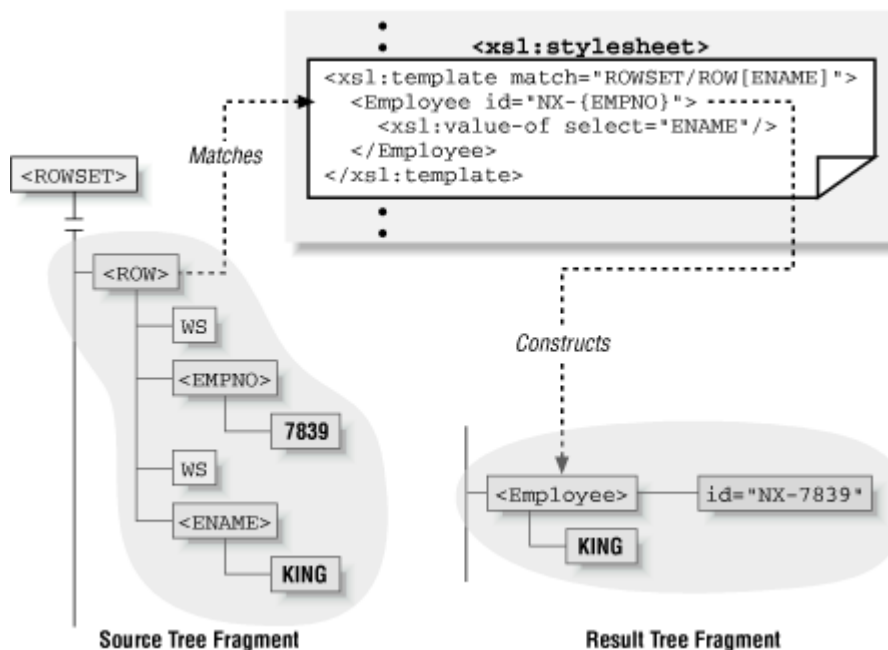 <xsl:stylesheet>
<xsl:template match="ROWSET/ROW[ENAME]">
<Employee id="NX-{EMPNO}">
<xsl:value-of select="ENAME"/>
</Employee>
</xsl:template>
Matches
<ROWSET>
<ROW>
WS
<EMPNO>
7839
WS
<ENAME>
KING
Source Tree Fragment
Constructs
<Employee>
id="NX-7839"
KING
Result Tree Fragment